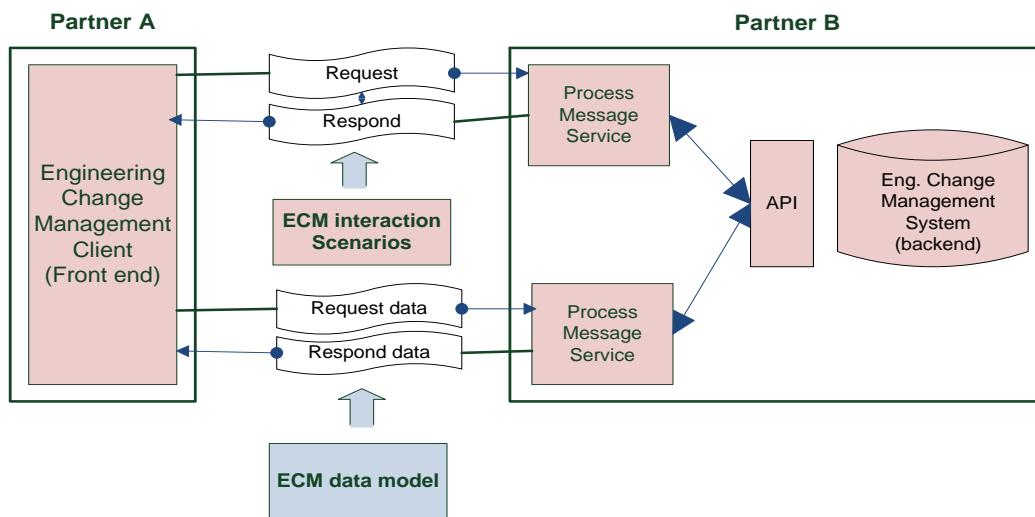 Partner A
Partner B
Engineering
Change
Management
Client
(Front end)
Request
Respond
ECM interaction
Scenarios
Request data
Respond data
ECM data model
Process
Message
Service
Process
Message
Service
API
Eng. Change
Management
System
(backend)